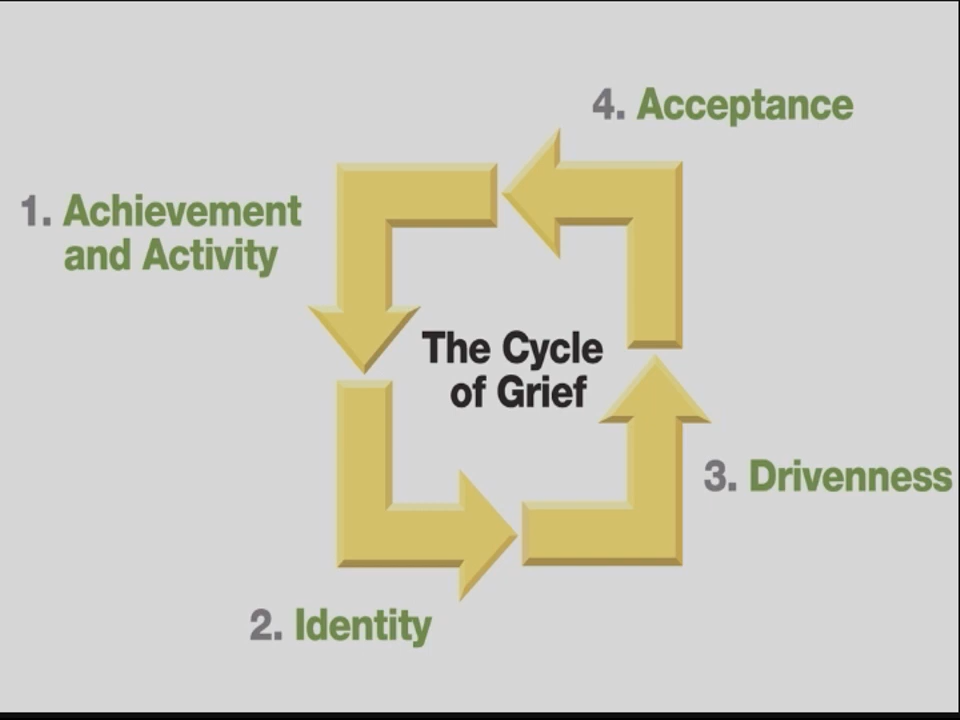 4. Acceptance
1. Achievement
and Activity
The Cycle
of Grief
3. Drivenness
2. Identity